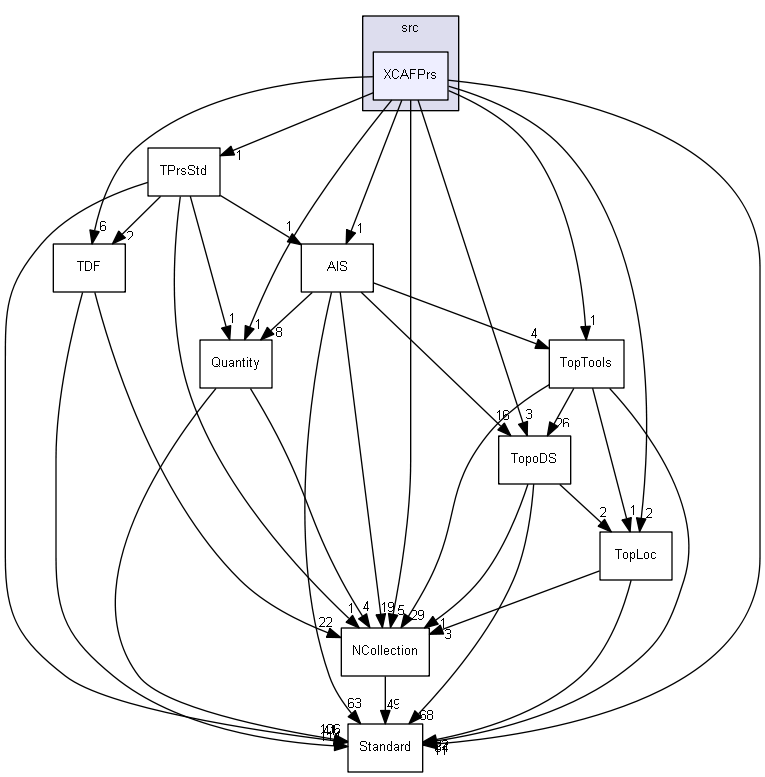 src
XCAFPrs
TPrsStd
1
6
2
1
1
TDF
AIS
1
1
8
4
1
Quantity
TopTools
16
3
26
TopoDS
2
1
2
TopLoc
22
1
4
19
5
29
1
3
NCollection
63
49
68
Standard